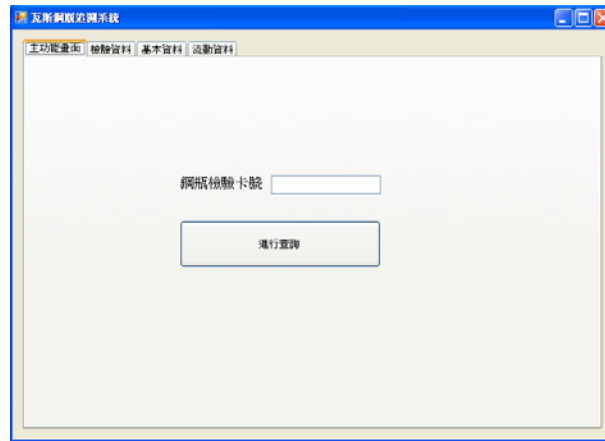 瓦斯鋼瓶追溯系統
主功能畫面 檢驗資料 基本資料 流動資料
鋼瓶檢驗卡號
進行查詢